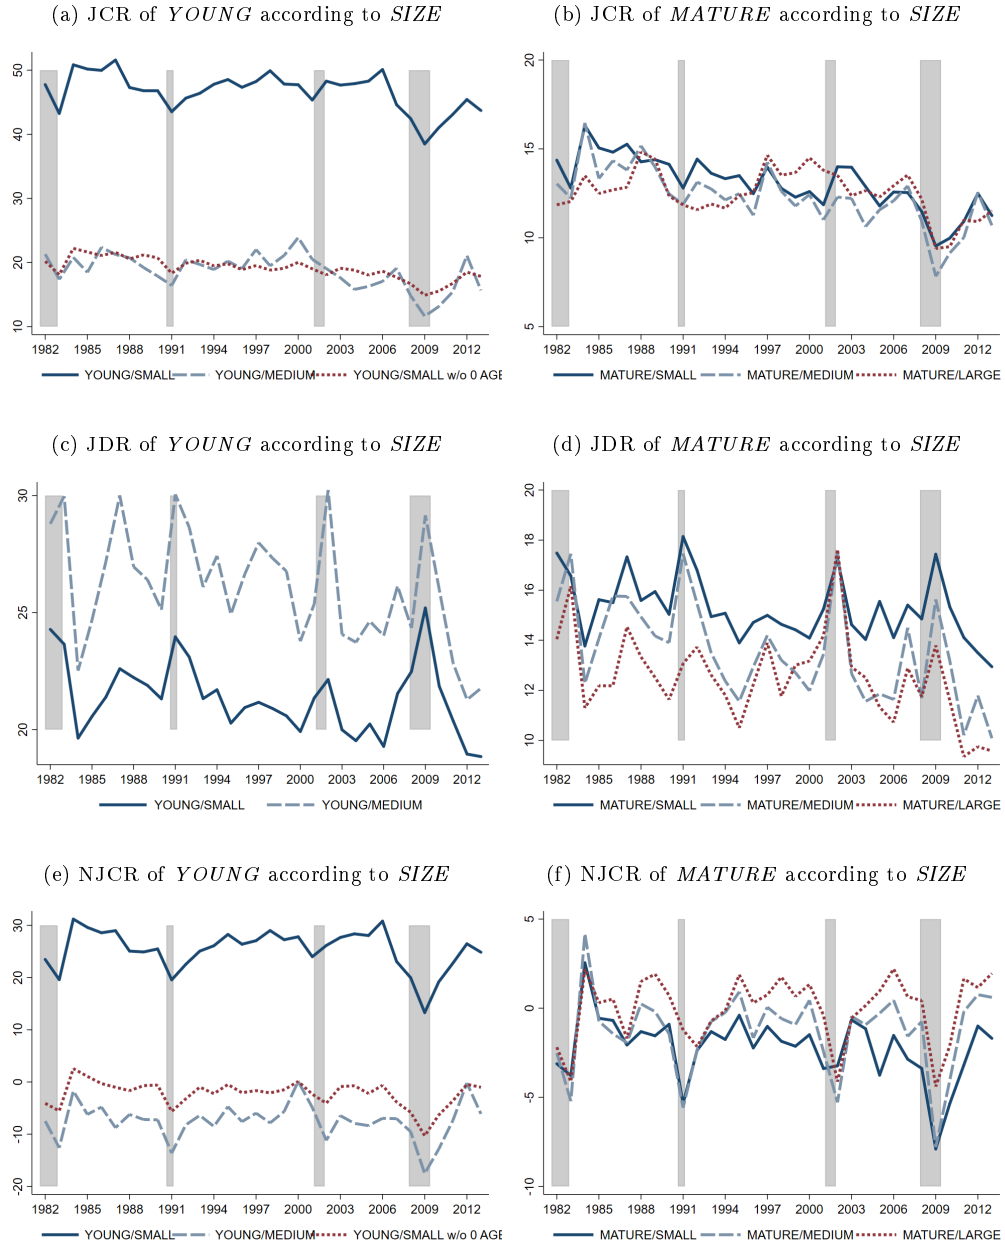 (a) JCR of YOUNG according to SIZE
50
40
30
20
10
1982 1985 1988 1991 1994 1997 2000 2003 2006 2009 2012
YOUNG/SMALL YOUNG/MEDIUM YOUNG/SMALL w/o 0 AGE
(b) JCR of MATURE according to SIZE
20
15
10
5
1982 1985 1988 1991 1994 1997 2000 2003 2006 2009 2012
MATURE/SMALL MATURE/MEDIUM MATURE/LARGE
(c) JDR of YOUNG according to SIZE
30
25
20
1982 1985 1988 1991 1994 1997 2000 2003 2006 2009 2012
YOUNG/SMALL YOUNG/MEDIUM
(d) JDR of MATURE according to SIZE
20
18
16
14
12
10
1982 1985 1988 1991 1994 1997 2000 2003 2006 2009 2012
MATURE/SMALL MATURE/MEDIUM MATURE/LARGE
(e) NJCR of YOUNG according to SIZE
30
20
10
0
-10
-20
1982 1985 1988 1991 1994 1997 2000 2003 2006 2009 2012
YOUNG/SMALL YOUNG/MEDIUM YOUNG/SMALL w/o 0 AGE
(f) NJCR of MATURE according to SIZE
5
0
-5
-10
1982 1985 1988 1991 1994 1997 2000 2003 2006 2009 2012
MATURE/SMALL MATURE/MEDIUM MATURE/LARGE